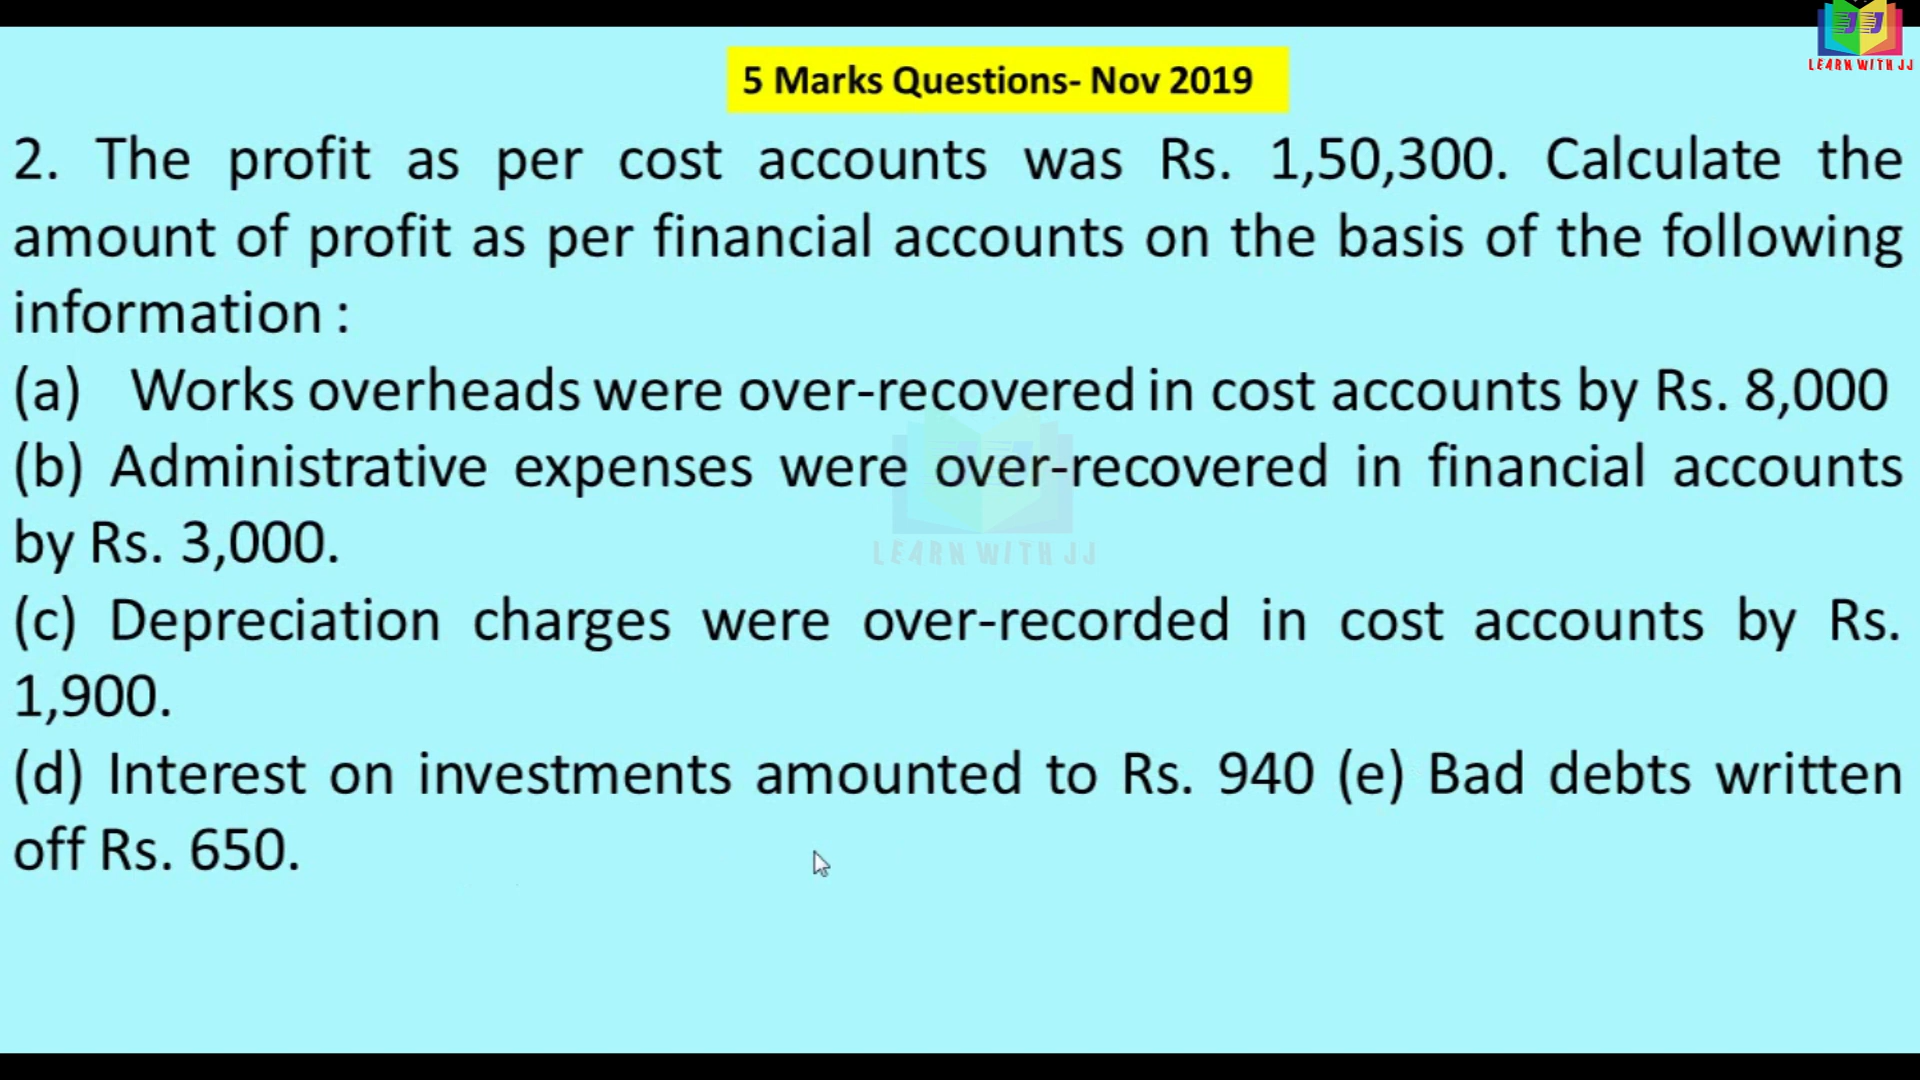 LEARN WITH JJ
5 Marks Questions- Nov 2019
2. The profit as per cost accounts was Rs. 1,50,300. Calculate the
amount of profit as per financial accounts on the basis of the following
information :
(a) Works overheads were over-recovered in cost accounts by Rs. 8,000
(b) Administrative expenses were over-recovered in financial accounts
by Rs. 3,000.
LEARN WITH JJ
(c) Depreciation charges were over-recorded in cost accounts by Rs.
1,900.
(d) Interest on investments amounted to Rs. 940 (e) Bad debts written
off Rs. 650.